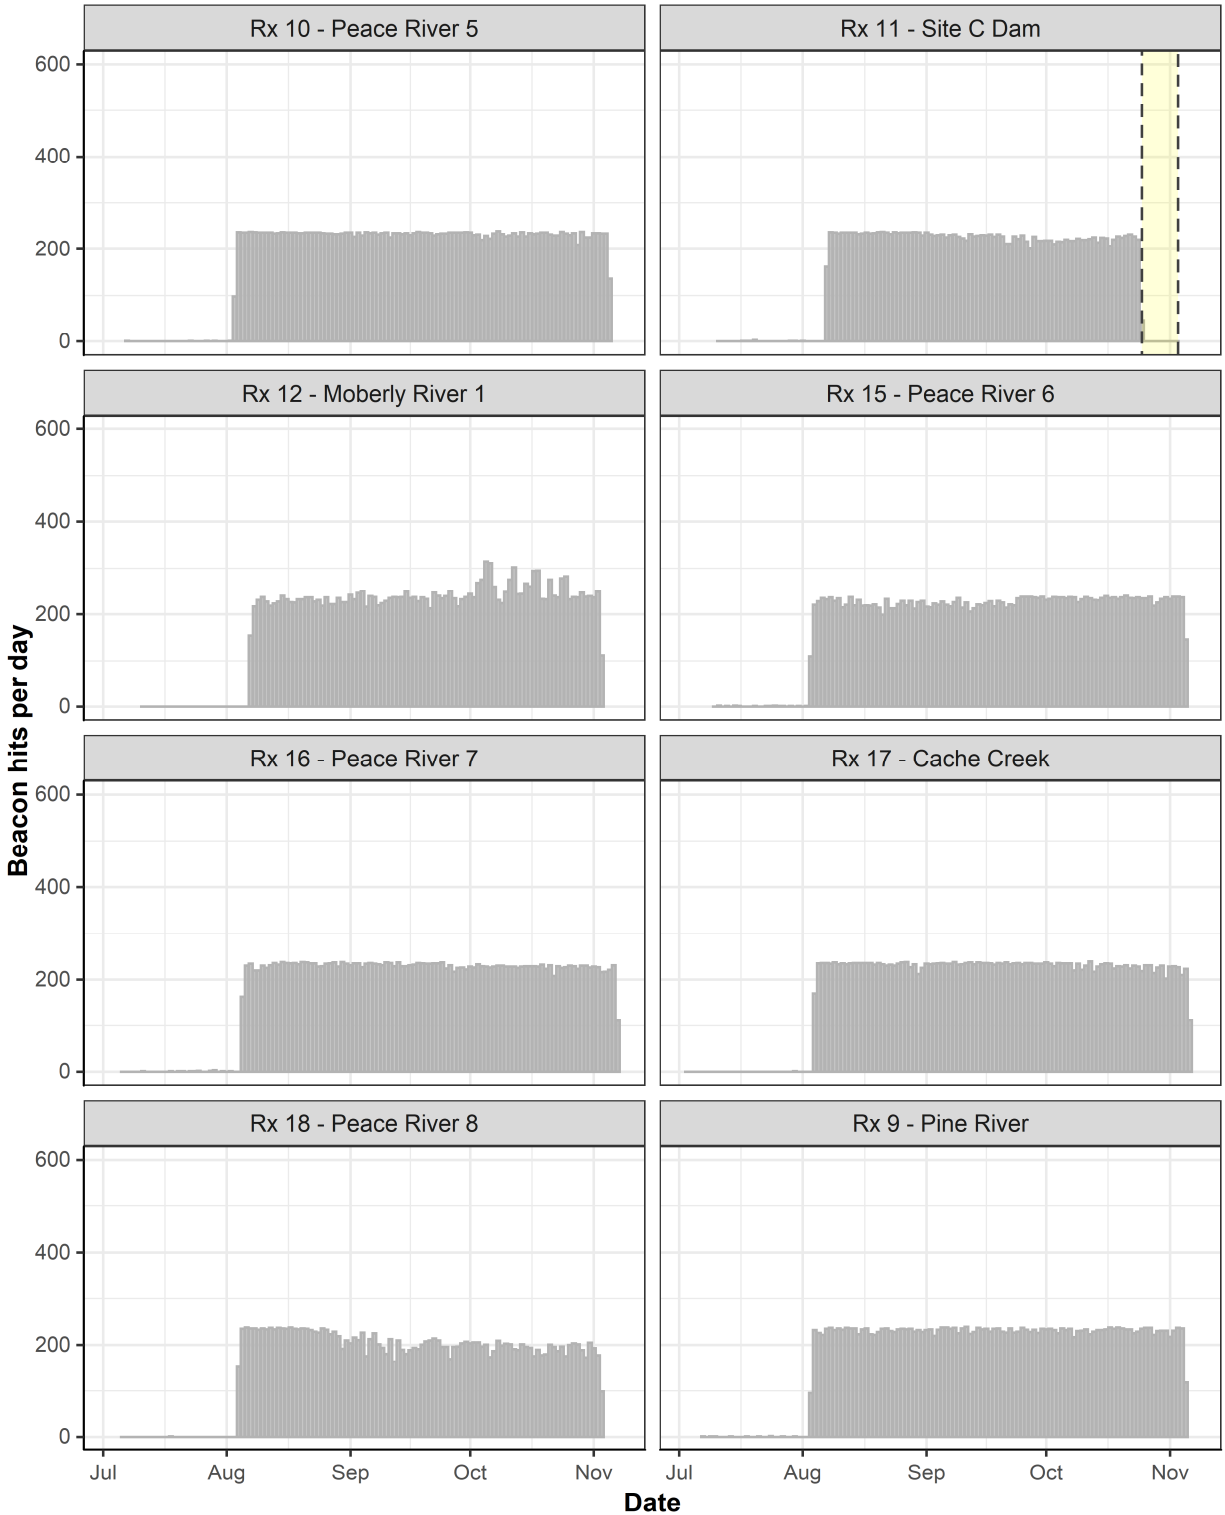 Rx 10 - Peace River 5
Rx 11 - Site C Dam
600
400
200
0
Rx 12 - Moberly River 1
Rx 15 - Peace River 6
600
400
200
0
Beacon hits per day
Rx 16 - Peace River 7
Rx 17 - Cache Creek
600
400
200
0
Rx 18 - Peace River 8
Rx 9 - Pine River
600
400
200
0
Jul Aug Sep Oct Nov
Jul Aug Sep Oct Nov
Date